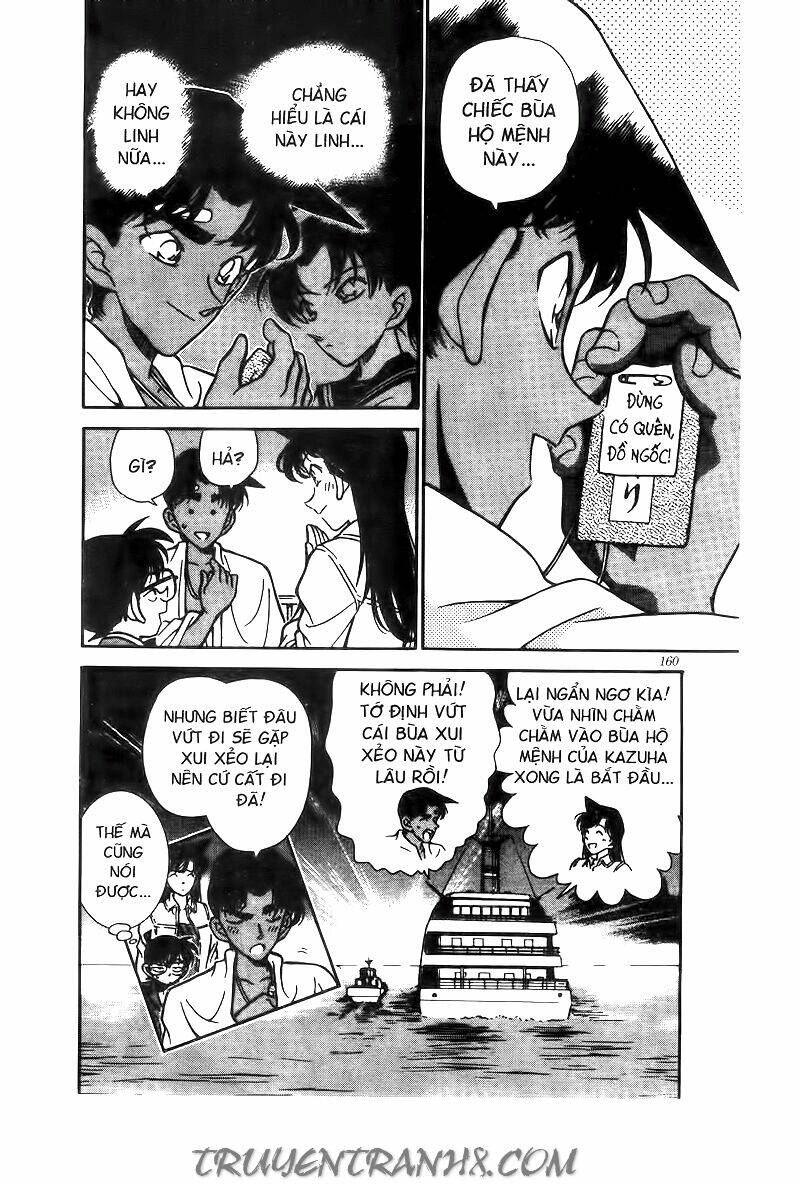 HAY
KHÔNG
LINH
NỮA...
CHẲNG
HIỂU LÀ CÁI
NÀY LINH...
ĐÃ THẤY
CHIẾC BÙA
HỘ MỆNH
NÀY...
ĐỪNG
CÓ QUÊN,
ĐỒ NGỐC!
り
GÌ?
HẢ?
160
NHƯNG BIẾT ĐÂU
VỨT ĐI SẼ GẶP
XUI XẺO LẠI
NÊN CỨ CẤT ĐI
ĐÃ!
KHÔNG PHẢI!
TỚ ĐỊNH VỨT
CÁI BÙA XUI
XẺO NÀY TỪ
LÂU RỒI!
LẠI NGẨN NGƠ KÌA!
VỪA NHÌN CHẰM
CHẰM VÀO BÙA HỘ
MỆNH CỦA KAZUHA
XONG LÀ BẮT ĐẦU...
THẾ MÀ
CŨNG
NÓI
ĐƯỢC...
TRUYENTRANH8.COM